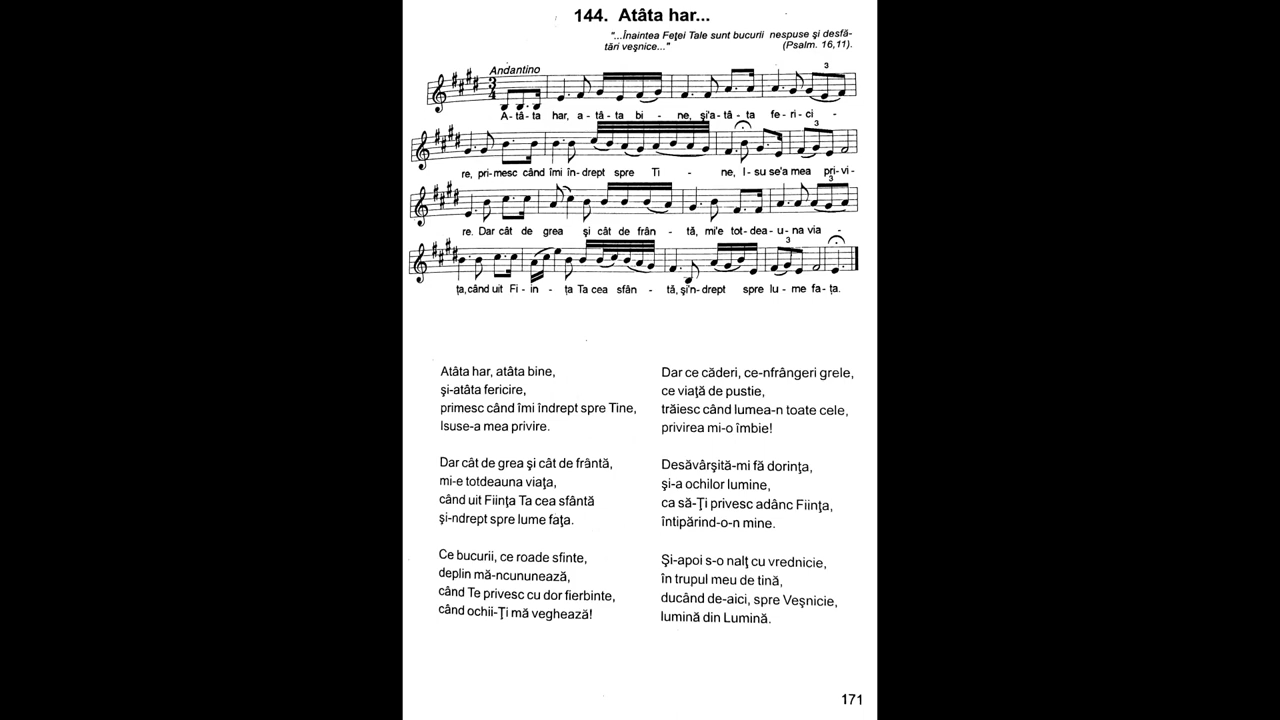 144. Atâta har...
"...Înaintea Feţei Tale sunt bucurii nespuse şi desfă-
tări veşnice..." (Psalm. 16,11).
Andantino
3
4
3
A-tâ-ta har, a-tâ-ta bi - ne, şi'a-tâ-ta fe-ri-ci -
3
re, pri-mesc când îmi în-drept spre Ti - ne, I-su se'a mea pri-vi-
3
re. Dar cât de grea şi cât de frân - tă, mi'e tot-dea-u-na via -
3
ţa, când uit Fi - in - ţa Ta cea sfân - tă, şi'n-drept spre lu - me fa-ţa.
Atâta har, atâta bine,
şi-atâta fericire,
primesc când îmi îndrept spre Tine,
Isuse-a mea privire.
Dar cât de grea şi cât de frântă,
mi-e totdeauna viaţa,
când uit Fiinţa Ta cea sfântă
şi-ndrept spre lume faţa.
Ce bucurii, ce roade sfinte,
deplin mă-ncununează,
când Te privesc cu dor fierbinte,
când ochii-Ţi mă veghează!
Dar ce căderi, ce-nfrângeri grele,
ce viaţă de pustie,
trăiesc când lumea-n toate cele,
privirea mi-o îmbie!
Desăvârşită-mi fă dorinţa,
şi-a ochilor lumine,
ca să-Ţi privesc adânc Fiinţa,
întipărind-o-n mine.
Şi-apoi s-o nalţ cu vrednicie,
în trupul meu de tină,
ducând de-aici, spre Veşnicie,
lumină din Lumină.
171